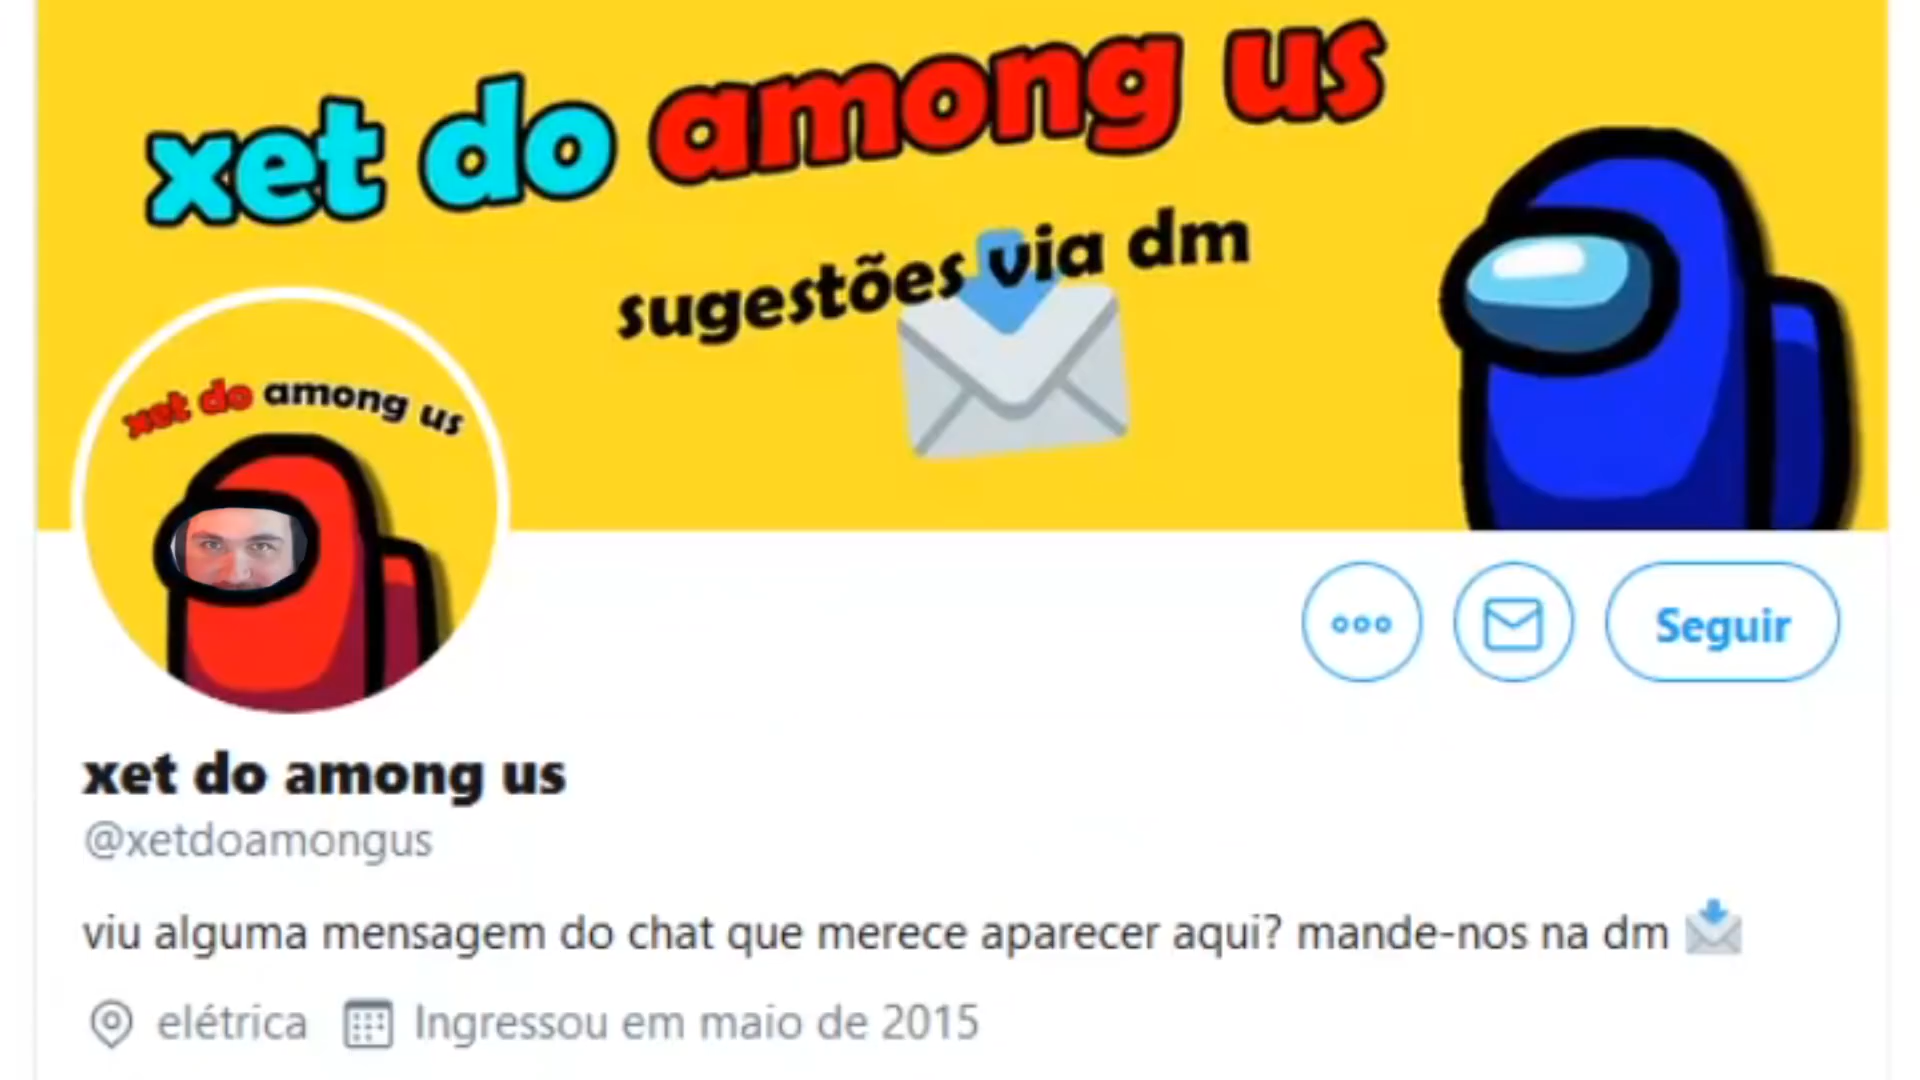 xet do among us
sugestões via dm
xet do among us
Seguir
xet do among us
@xetdoamongus
viu alguma mensagem do chat que merece aparecer aqui? mande-nos na dm
elétrica Ingressou em maio de 2015